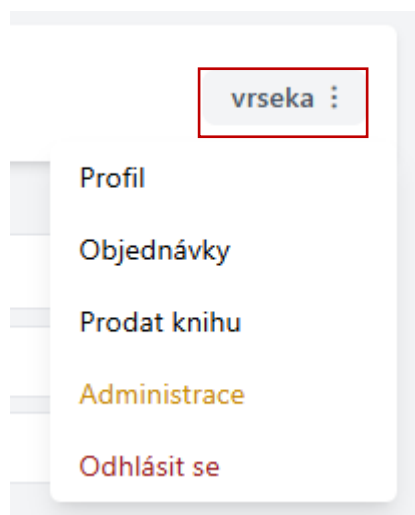 vrseka ⋮
Profil
Objednávky
Prodat knihu
Administrace
Odhlásit se